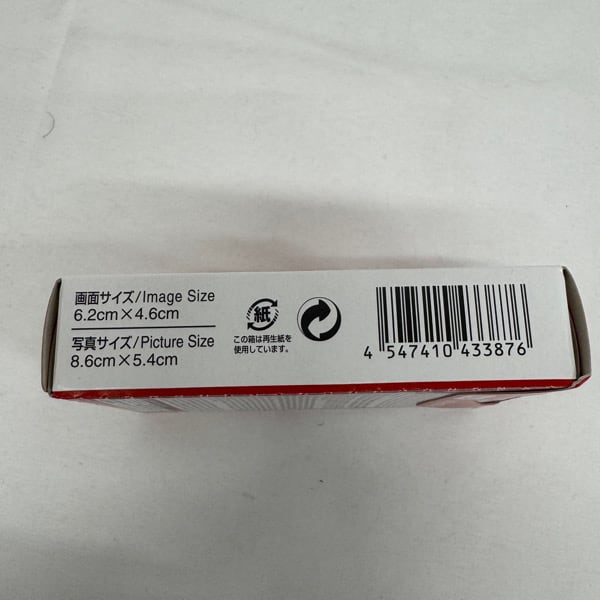 画面サイズ/Image Size
6.2cm×4.6cm
写真サイズ/Picture Size
8.6cm×5.4cm
紙
この箱は再生紙を
使用しています。
4 547410 433876